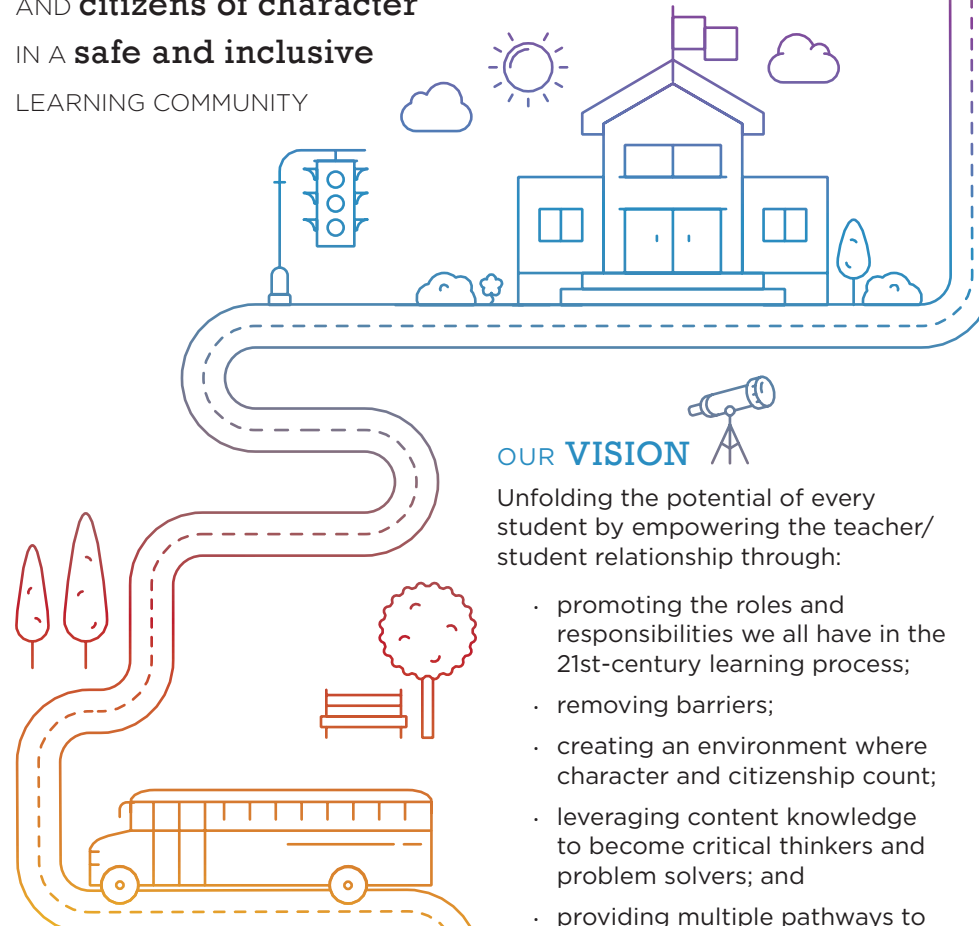 AND citizens of character
IN A safe and inclusive
LEARNING COMMUNITY
OUR VISION
Unfolding the potential of every
student by empowering the teacher/
student relationship through:
· promoting the roles and
responsibilities we all have in the
21st-century learning process;
· removing barriers;
· creating an environment where
character and citizenship count;
· leveraging content knowledge
to become critical thinkers and
problem solvers; and
· providing multiple pathways to